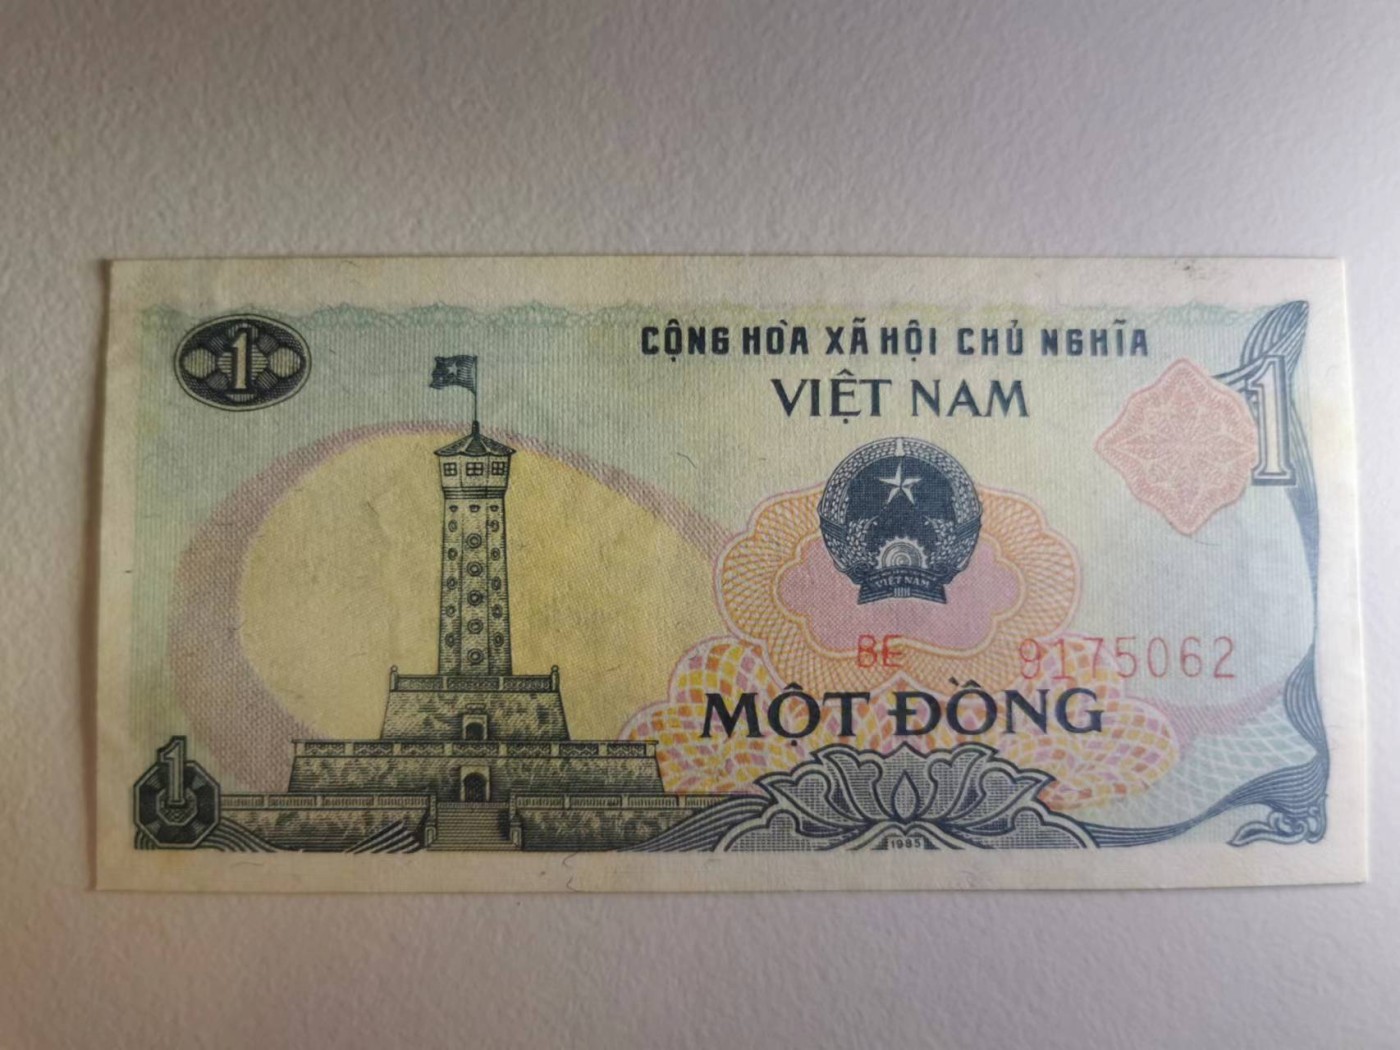 1
CỘNG HÒA XÃ HỘI CHỦ NGHĨA
VIỆT NAM
1
VIỆT NAM
BE 9175062
MỘT ĐỒNG
1
1985